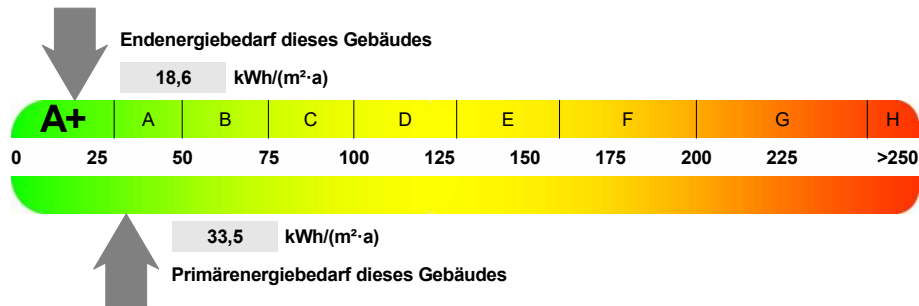 Endenergiebedarf dieses Gebäudes
18,6 kWh/(m²·a)
A+ A B C D E F G H
0 25 50 75 100 125 150 175 200 225 >250
33,5 kWh/(m²·a)
Primärenergiebedarf dieses Gebäudes